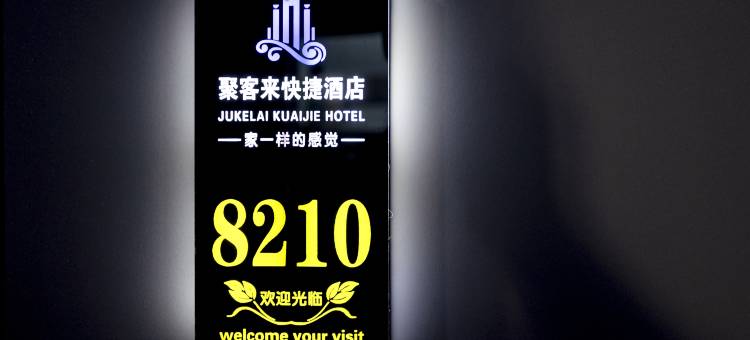 聚客来快捷酒店
JUKELAI KUAIJIE HOTEL
家一样的感觉
8210
欢迎光临
welcome your visit